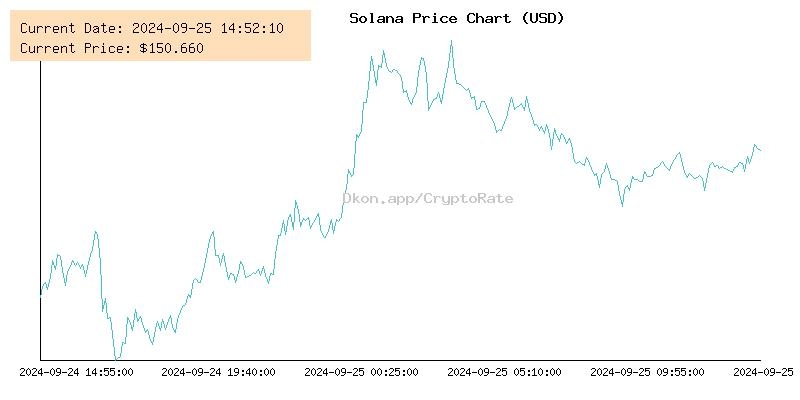 Solana Price Chart (USD)
Current Date: 2024-09-25 14:52:10
Current Price: $150.660
Dkon.app/CryptoRate
2024-09-24 14:55:00 2024-09-24 19:40:00 2024-09-25 00:25:00 2024-09-25 05:10:00 2024-09-25 09:55:00 2024-09-25